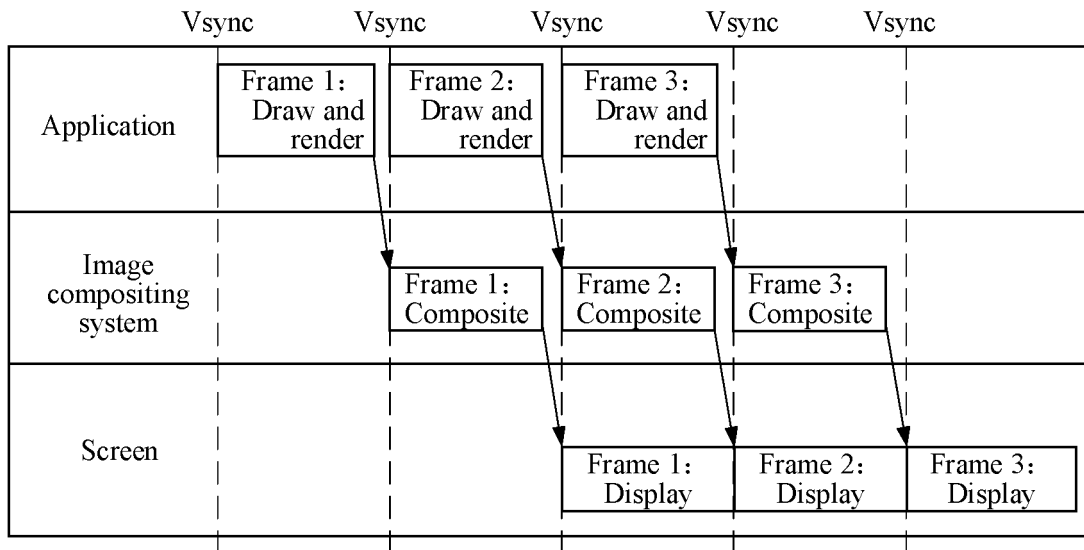 Vsync Vsync Vsync Vsync Vsync
Application
Frame 1：
Draw and
render
Frame 2：
Draw and
render
Frame 3：
Draw and
render
Image
compositing
system
Frame 1：
Composite
Frame 2：
Composite
Frame 3：
Composite
Screen
Frame 1：
Display
Frame 2：
Display
Frame 3：
Display